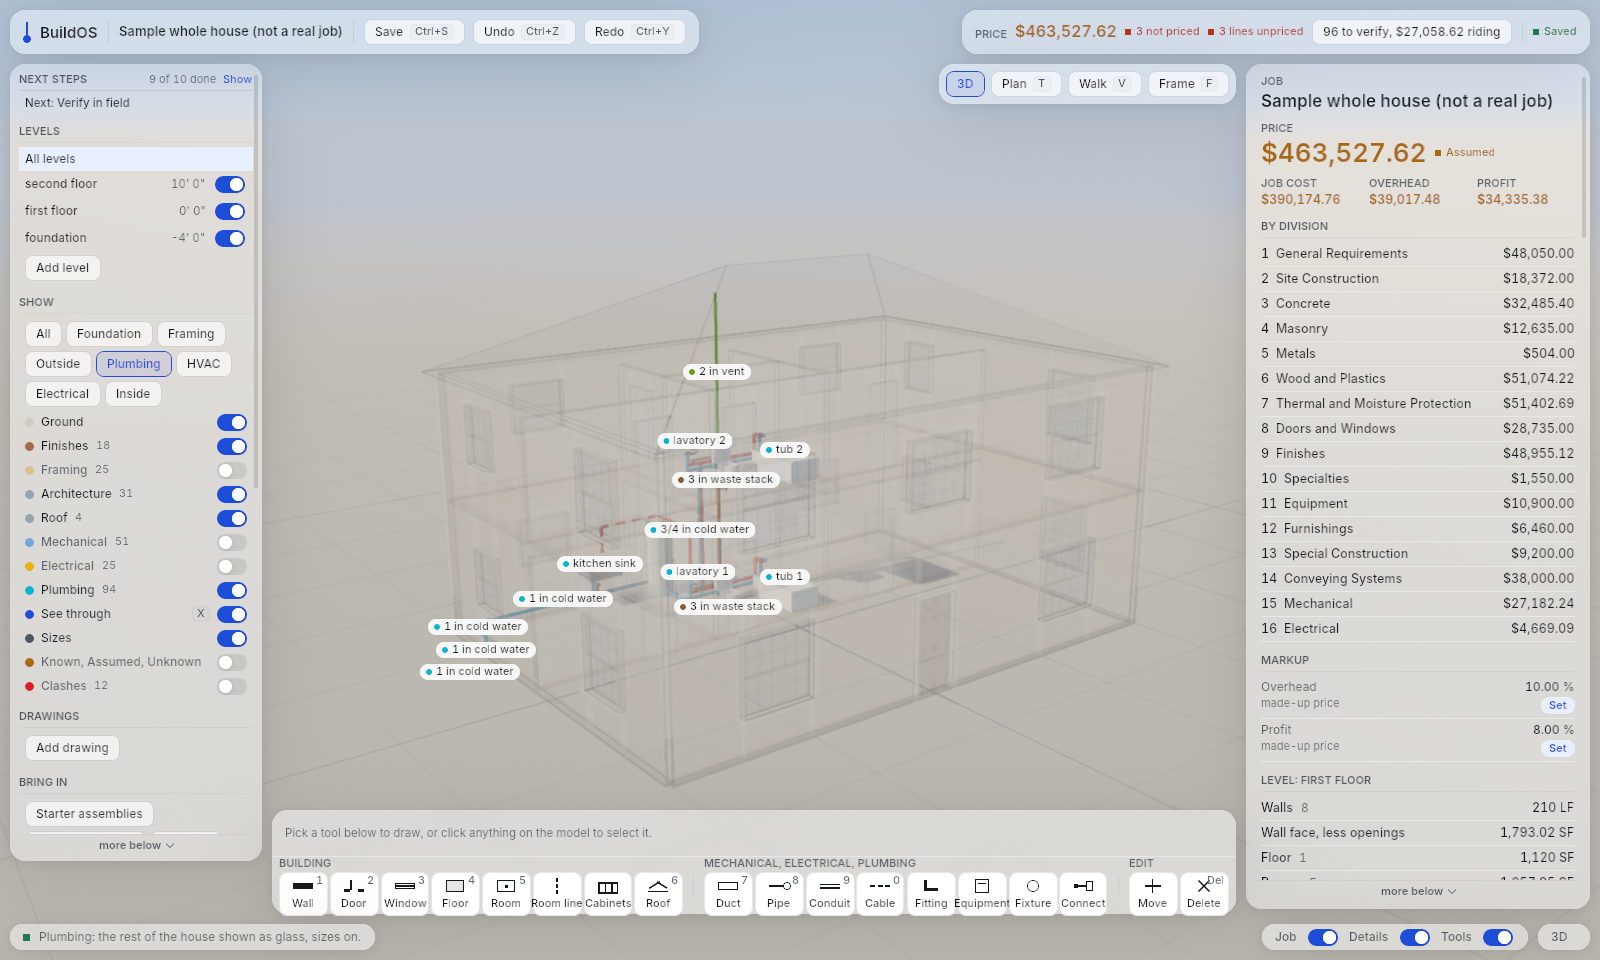 BuildOS
Sample whole house (not a real job)
Save Ctrl+S
Undo Ctrl+Z
Redo Ctrl+Y
PRICE $463,527.62
3 not priced
3 lines unpriced
96 to verify, $27,058.62 riding
Saved
NEXT STEPS 9 of 10 done Show
Next: Verify in field
LEVELS
All levels
second floor 10' 0"
first floor 0' 0"
foundation -4' 0"
Add level
SHOW
All Foundation Framing
Outside Plumbing HVAC
Electrical Inside
Ground
Finishes 18
Framing 25
Architecture 31
Roof 4
Mechanical 51
Electrical 25
Plumbing 94
See through X
Sizes
Known, Assumed, Unknown
Clashes 12
DRAWINGS
Add drawing
BRING IN
Starter assemblies
more below
3D
Plan T
Walk V
Frame F
2 in vent
lavatory 2
tub 2
3 in waste stack
3/4 in cold water
kitchen sink
lavatory 1
tub 1
1 in cold water
3 in waste stack
1 in cold water
1 in cold water
1 in cold water
Pick a tool below to draw, or click anything on the model to select it.
BUILDING
1 Wall
2 Door
3 Window
4 Floor
5 Room
Room line
Cabinets
6 Roof
MECHANICAL, ELECTRICAL, PLUMBING
7 Duct
8 Pipe
9 Conduit
0 Cable
Fitting
Equipment
Fixture
Connect
EDIT
Move
Del Delete
JOB
Sample whole house (not a real job)
PRICE
$463,527.62 Assumed
JOB COST OVERHEAD PROFIT
$390,174.76 $39,017.48 $34,335.38
BY DIVISION
1 General Requirements $48,050.00
2 Site Construction $18,372.00
3 Concrete $32,485.40
4 Masonry $12,635.00
5 Metals $504.00
6 Wood and Plastics $51,074.22
7 Thermal and Moisture Protection $51,402.69
8 Doors and Windows $28,735.00
9 Finishes $48,955.12
10 Specialties $1,550.00
11 Equipment $10,900.00
12 Furnishings $6,460.00
13 Special Construction $9,200.00
14 Conveying Systems $38,000.00
15 Mechanical $27,182.24
16 Electrical $4,669.09
MARKUP
Overhead 10.00 %
made-up price Set
Profit 8.00 %
made-up price Set
LEVEL: FIRST FLOOR
Walls 8 210 LF
Wall face, less openings 1,793.02 SF
Floor 1 1,120 SF
more below
Plumbing: the rest of the house shown as glass, sizes on.
Job
Details
Tools
3D